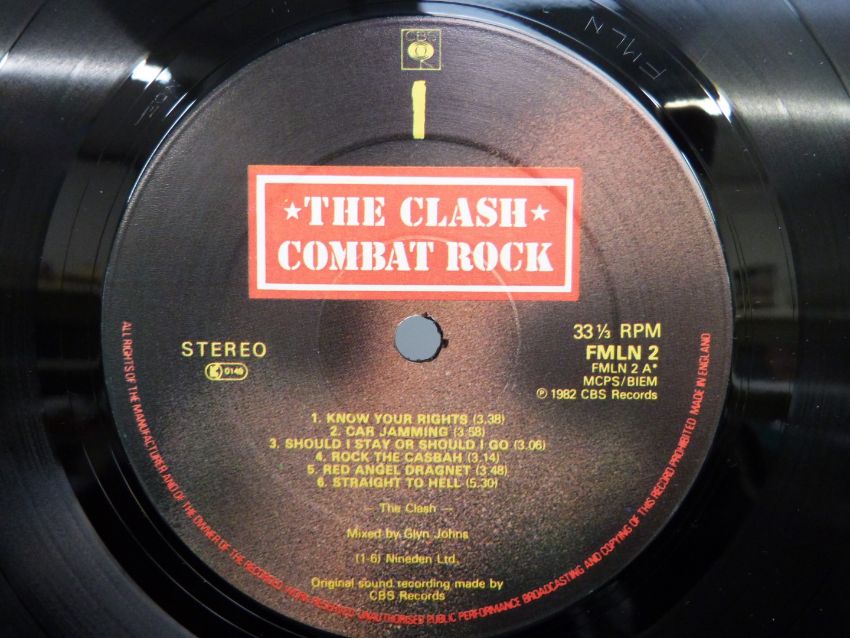 FMLN
CBS
1
★THE CLASH★
COMBAT ROCK
STEREO
0149
33⅓ RPM
FMLN 2
FMLN 2 A*
MCPS/BIEM
℗ 1982 CBS Records
1. KNOW YOUR RIGHTS (3.38)
2. CAR JAMMING (3.58)
3. SHOULD I STAY OR SHOULD I GO (3.06)
4. ROCK THE CASBAH (3.14)
5. RED ANGEL DRAGNET (3.48)
6. STRAIGHT TO HELL (5.30)
— The Clash —
Mixed by Glyn Johns
(1-6) Nineden Ltd.
Original sound recording made by
CBS Records
ALL RIGHTS OF THE MANUFACTURER AND OF THE OWNER OF THE RECORDED WORK RESERVED UNAUTHORISED PUBLIC PERFORMANCE BROADCASTING AND COPYING OF THIS RECORD PROHIBITED MADE IN ENGLAND